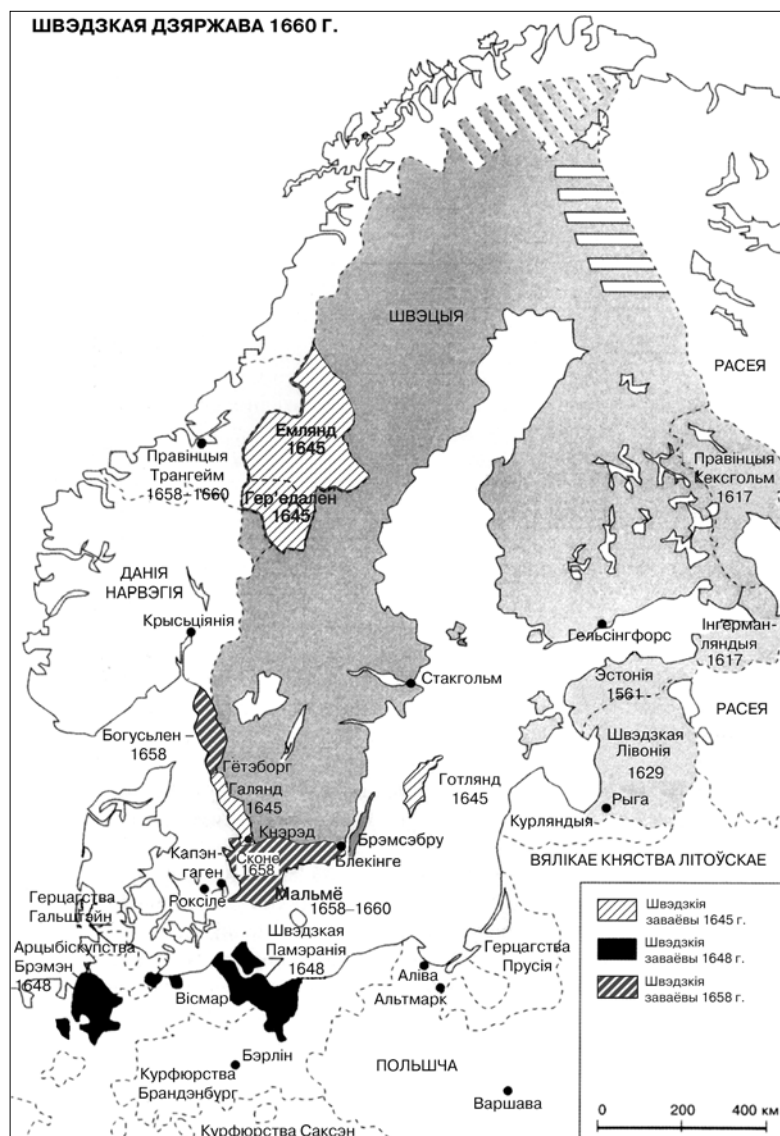 ШВЭДЗКАЯ ДЗЯРЖАВА 1660 Г.
ШВЭЦЫЯ
РАСЕЯ
Емлянд
1645
Правінцыя
Трангейм
1658–1660
Правінцыя
Кексгольм
1617
Гер'едален
1645
ДАНІЯ
НАРВЭГІЯ
Крысьціянія
Гельсінгфорс
Інгерман-
ляндыя
1617
Стакгольм
Эстонія
1561
РАСЕЯ
Богусьлен –
1658
Швэдзкая
Лівонія
1629
Гётэборг
Галянд
1645
Готлянд
1645
Рыга
Курляндыя
Кнэрэд
Брэмсэбру
Блекінге
Капэн-
гаген
Сконе
1658
ВЯЛІКАЕ КНЯСТВА ЛІТОЎСКАЕ
Роксіле
Мальмё
1658–1660
Герцагства
Гальштайн
Швэдзкая
Памэранія
1648
Арцыбіскупства
Брэмэн
1648
Герцагства
Прусія
Аліва
Альтмарк
Вісмар
Бэрлін
Курфюрства
Брандэнбург
ПОЛЬШЧА
Варшава
Курфюрства Саксэн
Швэдзкія
заваёвы 1645 г.
Швэдзкія
заваёвы 1648 г.
Швэдзкія
заваёвы 1658 г.
0 200 400 км